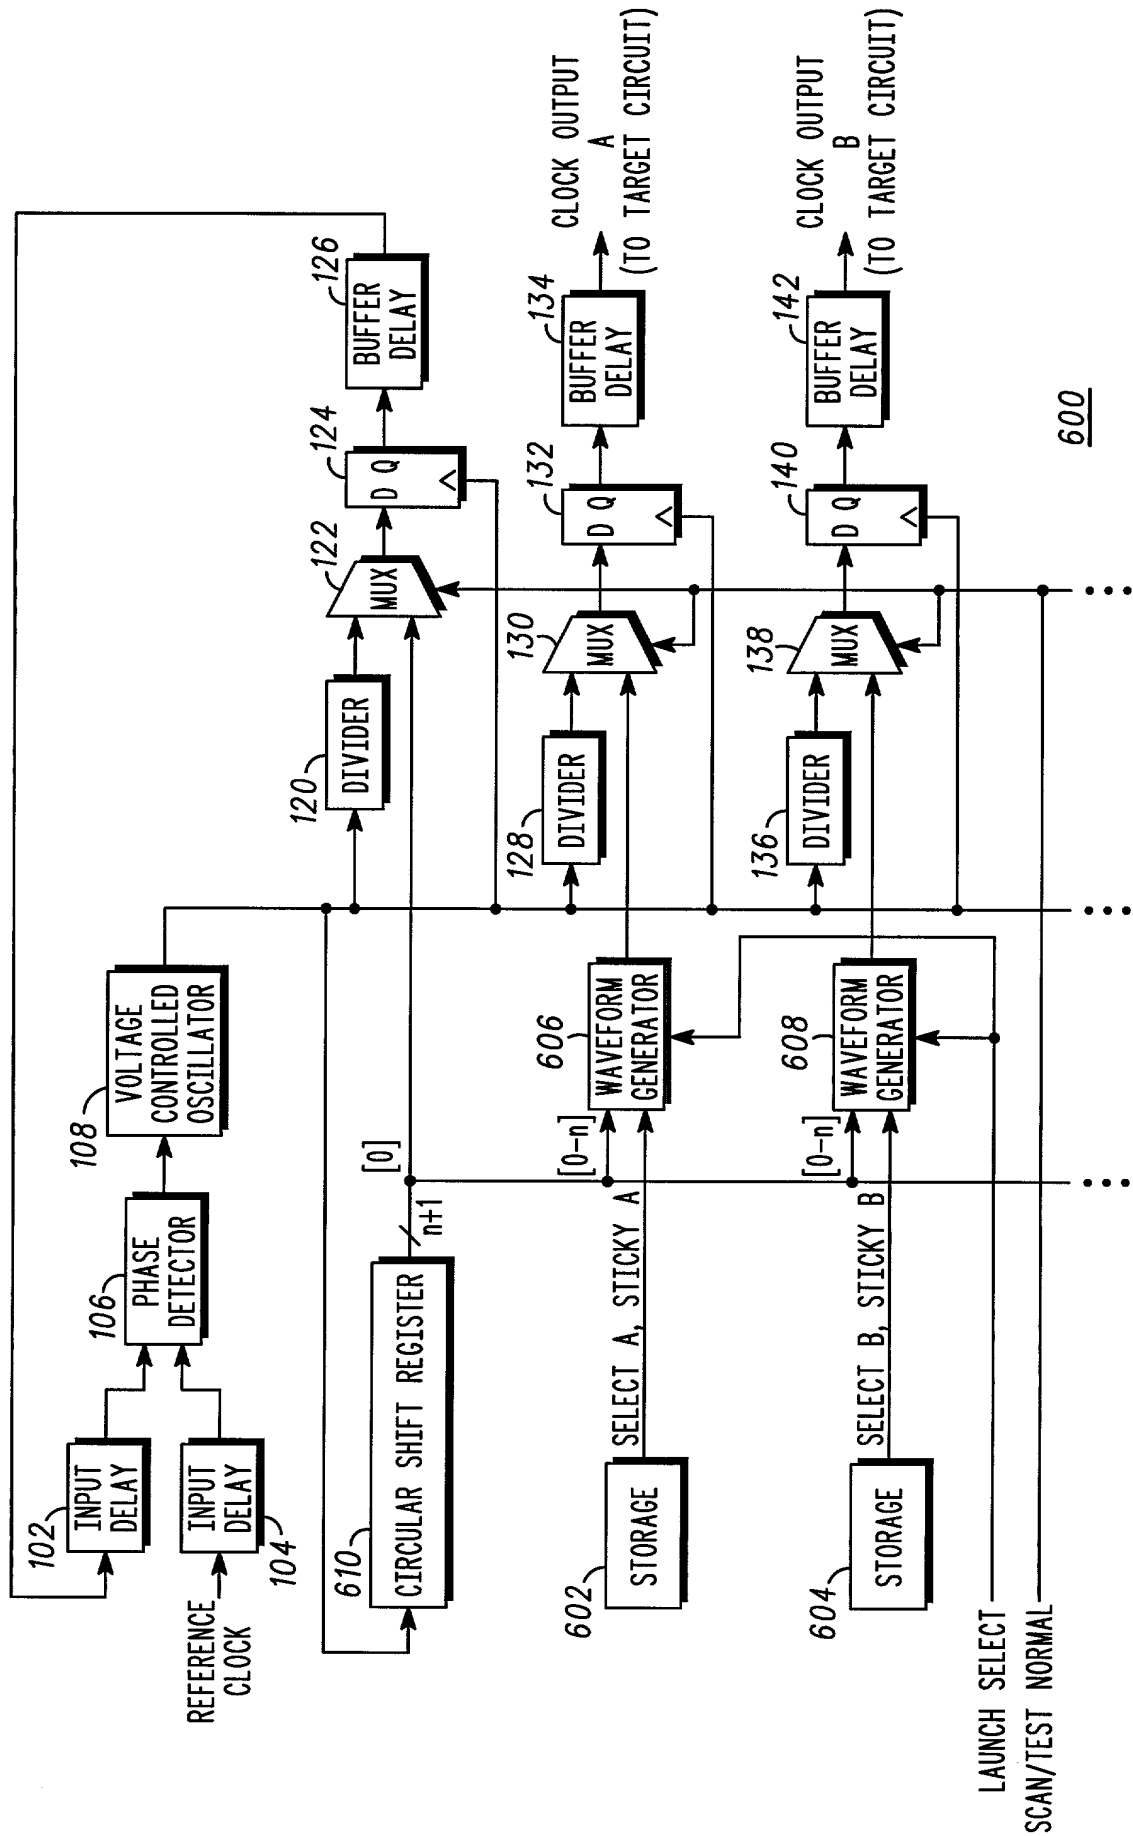 102
INPUT
DELAY
REFERENCE
CLOCK
INPUT
DELAY
104
106
PHASE
DETECTOR
108
VOLTAGE
CONTROLLED
OSCILLATOR
610
CIRCULAR SHIFT REGISTER
n+1
[0]
120
DIVIDER
122
MUX
124
D Q
126
BUFFER
DELAY
602
STORAGE
SELECT A, STICKY A
[0-n]
606
WAVEFORM
GENERATOR
128
DIVIDER
130
MUX
132
D Q
134
BUFFER
DELAY
CLOCK OUTPUT
A
(TO TARGET CIRCUIT)
604
STORAGE
SELECT B, STICKY B
[0-n]
608
WAVEFORM
GENERATOR
136
DIVIDER
138
MUX
140
D Q
142
BUFFER
DELAY
CLOCK OUTPUT
B
(TO TARGET CIRCUIT)
LAUNCH SELECT
SCAN/TEST NORMAL
600